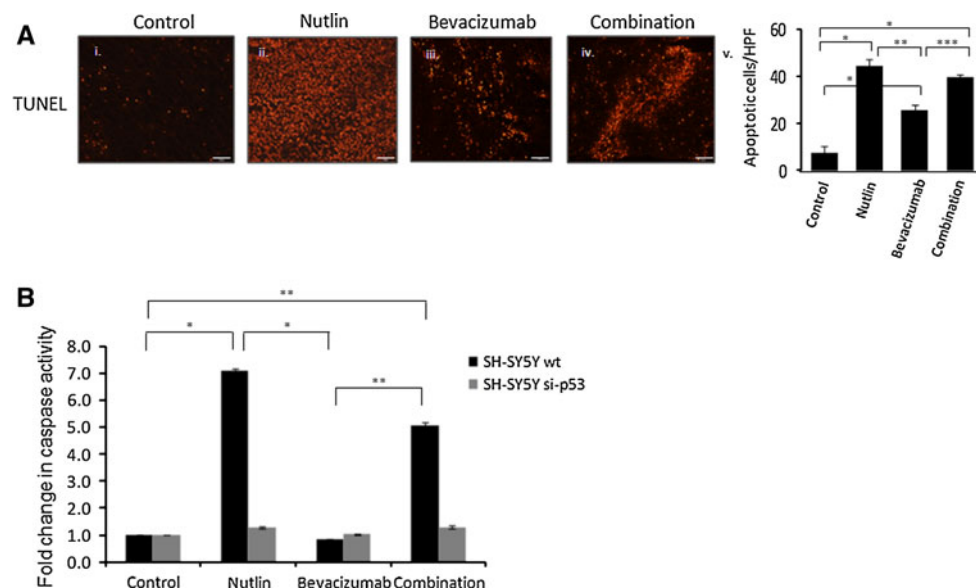 A
Control
Nutlin
Bevacizumab
Combination
TUNEL
i.
ii.
iii.
iv.
v.
Apoptoticcells/HPF
60
40
20
0
*
*
**
***
*
Control
Nutlin
Bevacizumab
Combination
B
Fold change in caspase activity
8.0
7.0
6.0
5.0
4.0
3.0
2.0
1.0
0.0
**
*
*
**
SH-SY5Y wt
SH-SY5Y si-p53
Control
Nutlin
Bevacizumab
Combination